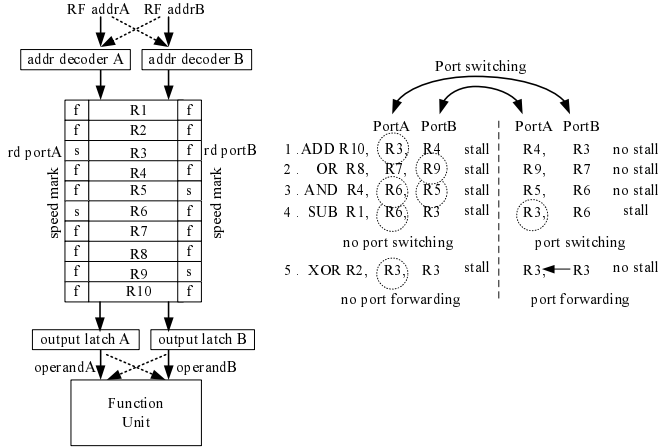 RF addrA RF addrB
addr decoder A addr decoder B
f R1 f
f R2 f
s R3 f
f R4 f
f R5 s
s R6 f
f R7 f
f R8 f
f R9 s
f R10 f
rd portA
speed mark
rd portB
speed mark
output latch A output latch B
operandA operandB
Function
Unit
Port switching
PortA PortB PortA PortB
1 . ADD R10, R3, R4 stall R4, R3 no stall
2 . OR R8, R7, R9 stall R9, R7 no stall
3 . AND R4, R6, R5 stall R5, R6 no stall
4 . SUB R1, R6, R3 stall R3, R6 stall
no port switching port switching
5 . XOR R2, R3, R3 stall R3, R3 no stall
no port forwarding port forwarding